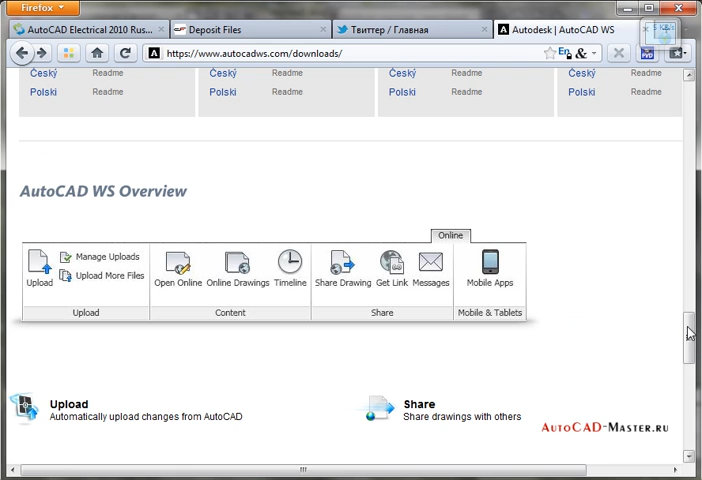 Firefox
AutoCAD Electrical 2010 Rus...
Deposit Files
Твиттер / Главная
Autodesk | AutoCAD WS
https://www.autocadws.com/downloads/
En
&
Český Readme Český Readme Český Readme Český Readme
Polski Readme Polski Readme Polski Readme Polski Readme
AutoCAD WS Overview
Online
Upload
Manage Uploads
Upload More Files
Open Online
Online Drawings
Timeline
Share Drawing
Get Link
Messages
Mobile Apps
Upload
Content
Share
Mobile & Tablets
Upload
Automatically upload changes from AutoCAD
Share
Share drawings with others
AutoCAD-Master.ru